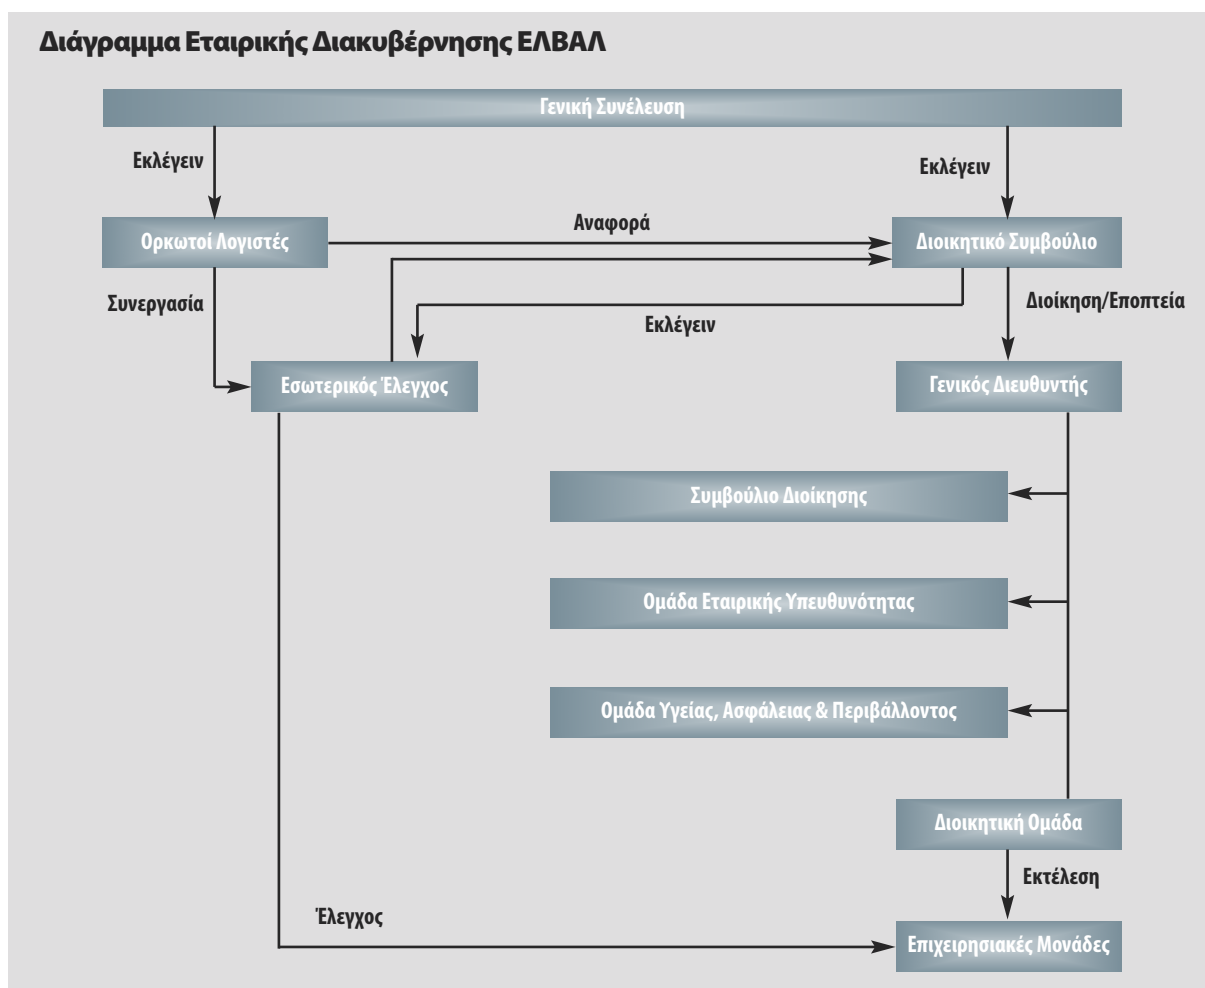 Διάγραμμα Εταιρικής Διακυβέρνησης ΕΛΒΑΛ
Γενική Συνέλευση
Εκλέγειν
Εκλέγειν
Ορκωτοί Λογιστές
Αναφορά
Διοικητικό Συμβούλιο
Συνεργασία
Εκλέγειν
Διοίκηση/Εποπτεία
Εσωτερικός Έλεγχος
Γενικός Διευθυντής
Συμβούλιο Διοίκησης
Ομάδα Εταιρικής Υπευθυνότητας
Ομάδα Υγείας, Ασφάλειας & Περιβάλλοντος
Διοικητική Ομάδα
Εκτέλεση
Έλεγχος
Επιχειρησιακές Μονάδες